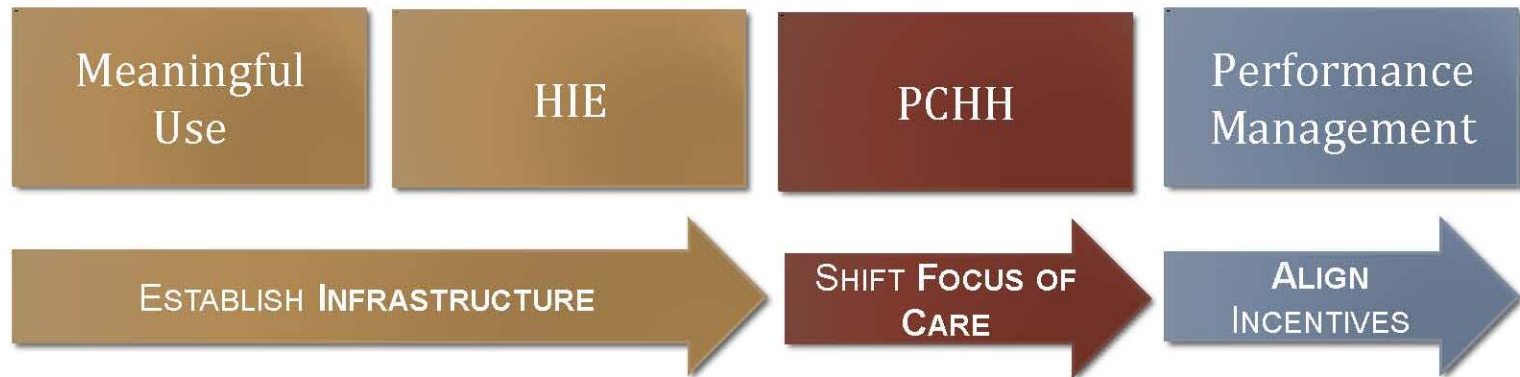 Meaningful
Use
HIE
PCHH
Performance
Management
ESTABLISH INFRASTRUCTURE
SHIFT FOCUS OF
CARE
ALIGN
INCENTIVES